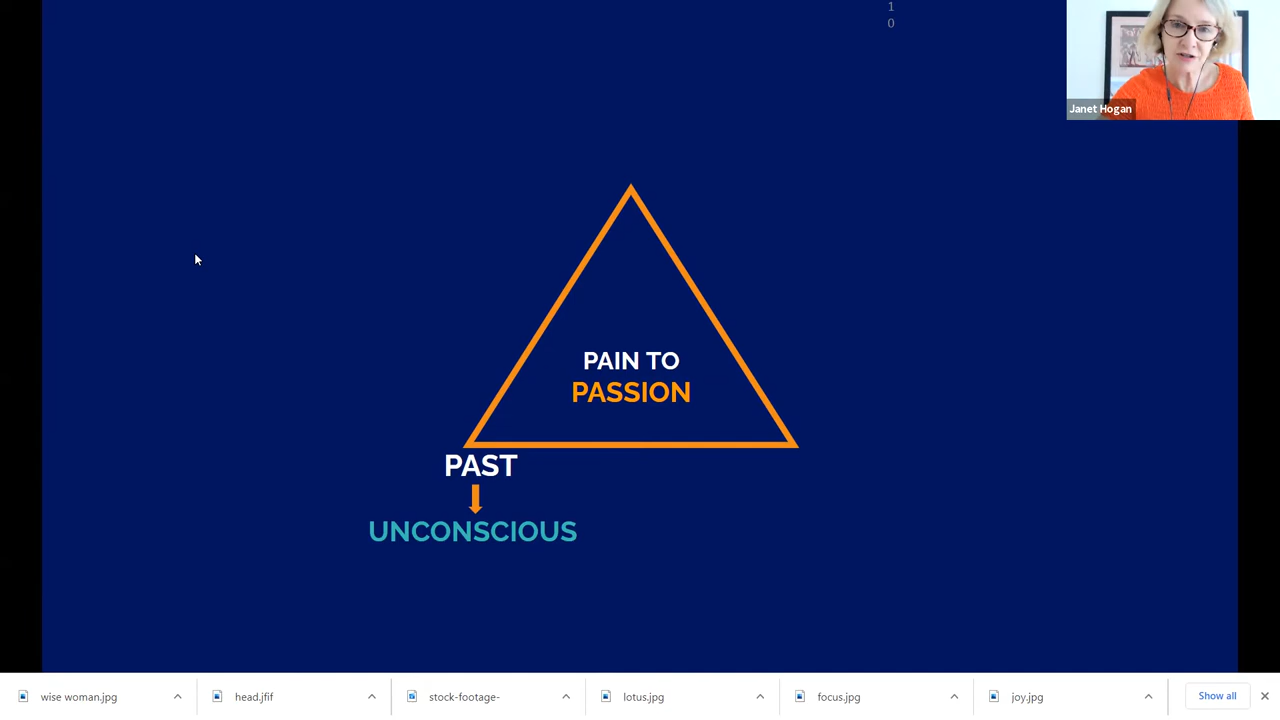 1
0
Janet Hogan
PAIN TO
PASSION
PAST
UNCONSCIOUS
wise woman.jpg
head.jfif
stock-footage-
lotus.jpg
focus.jpg
joy.jpg
Show all